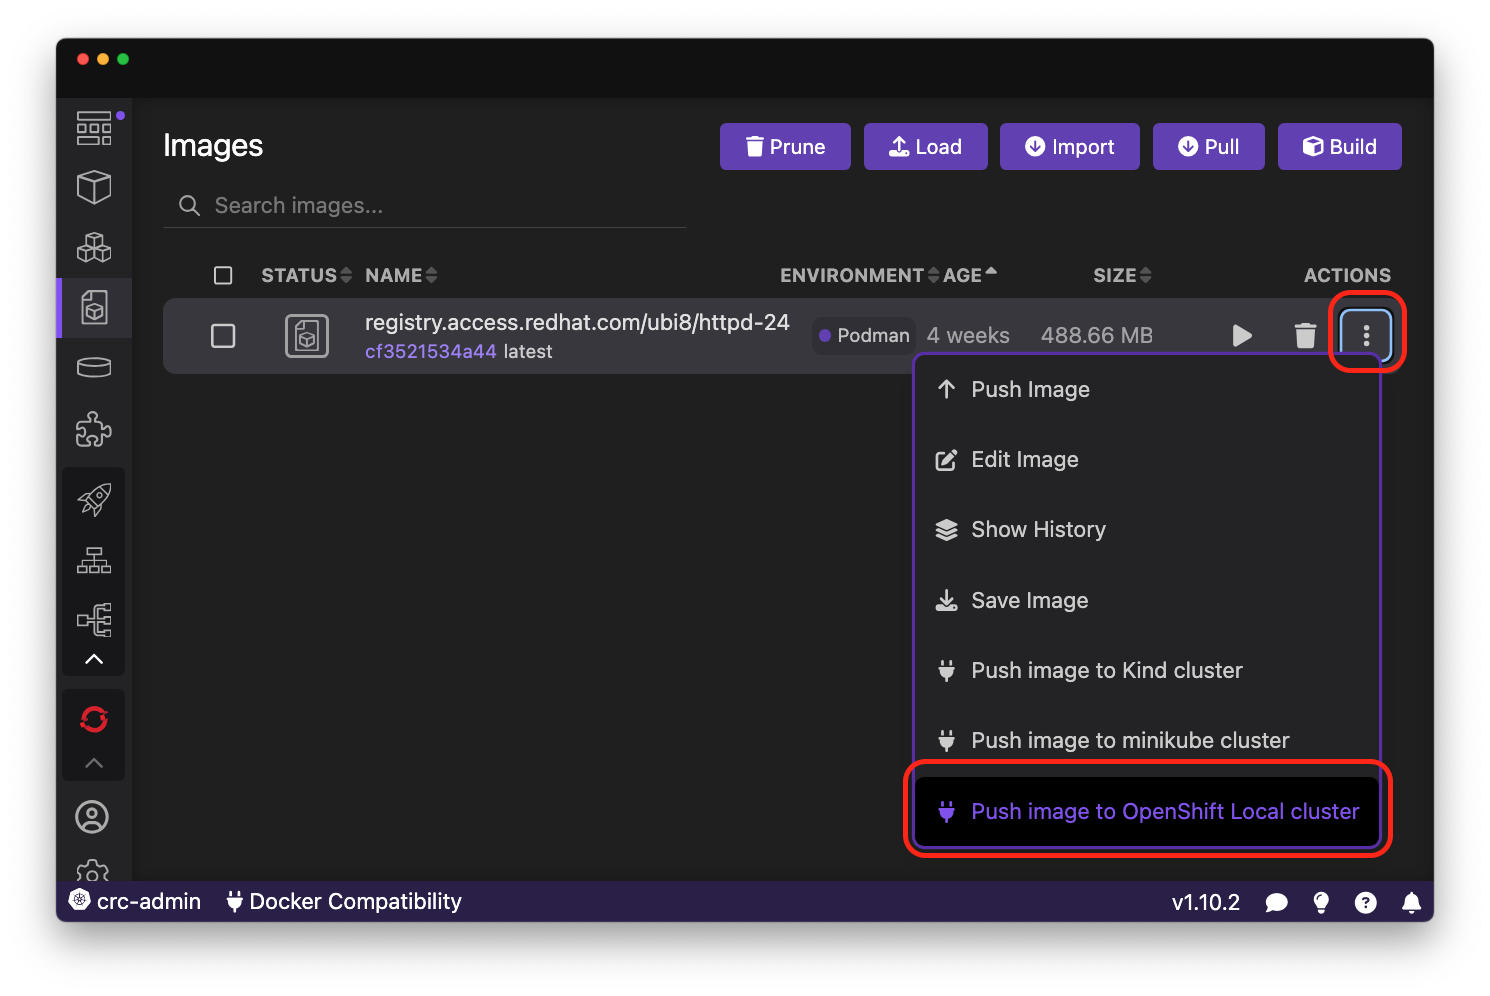 Images
Prune
Load
Import
Pull
Build
Search images...
STATUS NAME ENVIRONMENT AGE SIZE ACTIONS
registry.access.redhat.com/ubi8/httpd-24
cf3521534a44 latest
Podman 4 weeks 488.66 MB
Push Image
Edit Image
Show History
Save Image
Push image to Kind cluster
Push image to minikube cluster
Push image to OpenShift Local cluster
crc-admin Docker Compatibility v1.10.2